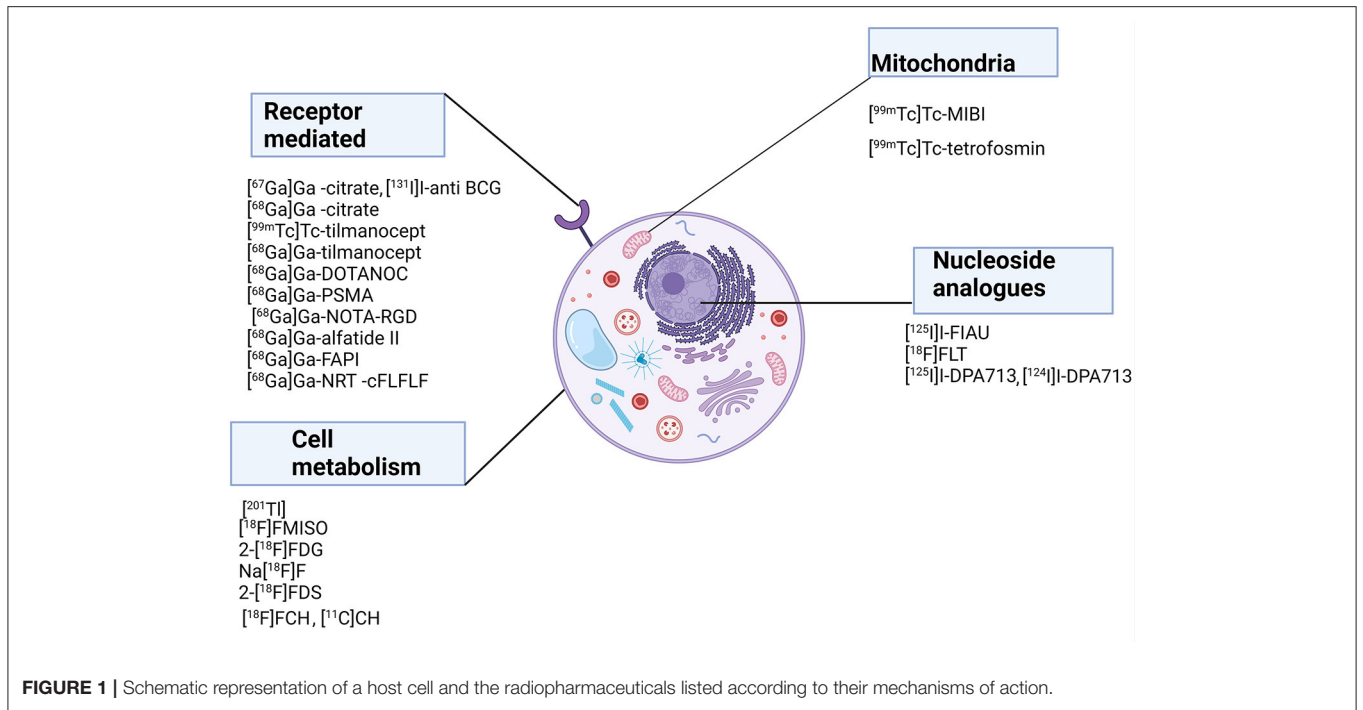 Receptor
mediated
[⁶⁷Ga]Ga -citrate, [¹³¹I]I-anti BCG
[⁶⁸Ga]Ga -citrate
[⁹⁹ᵐTc]Tc-tilmanocept
[⁶⁸Ga]Ga-tilmanocept
[⁶⁸Ga]Ga-DOTANOC
[⁶⁸Ga]Ga-PSMA
[⁶⁸Ga]Ga-NOTA-RGD
[⁶⁸Ga]Ga-alfatide II
[⁶⁸Ga]Ga-FAPI
[⁶⁸Ga]Ga-NRT -cFLFLF
Cell
metabolism
[²⁰¹Tl]
[¹⁸F]FMISO
2-[¹⁸F]FDG
Na[¹⁸F]F
2-[¹⁸F]FDS
[¹⁸F]FCH, [¹¹C]CH
Mitochondria
[⁹⁹ᵐTc]Tc-MIBI
[⁹⁹ᵐTc]Tc-tetrofosmin
Nucleoside
analogues
[¹²⁵I]I-FIAU
[¹⁸F]FLT
[¹²⁵I]I-DPA713, [¹²⁴I]I-DPA713
FIGURE 1 | Schematic representation of a host cell and the radiopharmaceuticals listed according to their mechanisms of action.